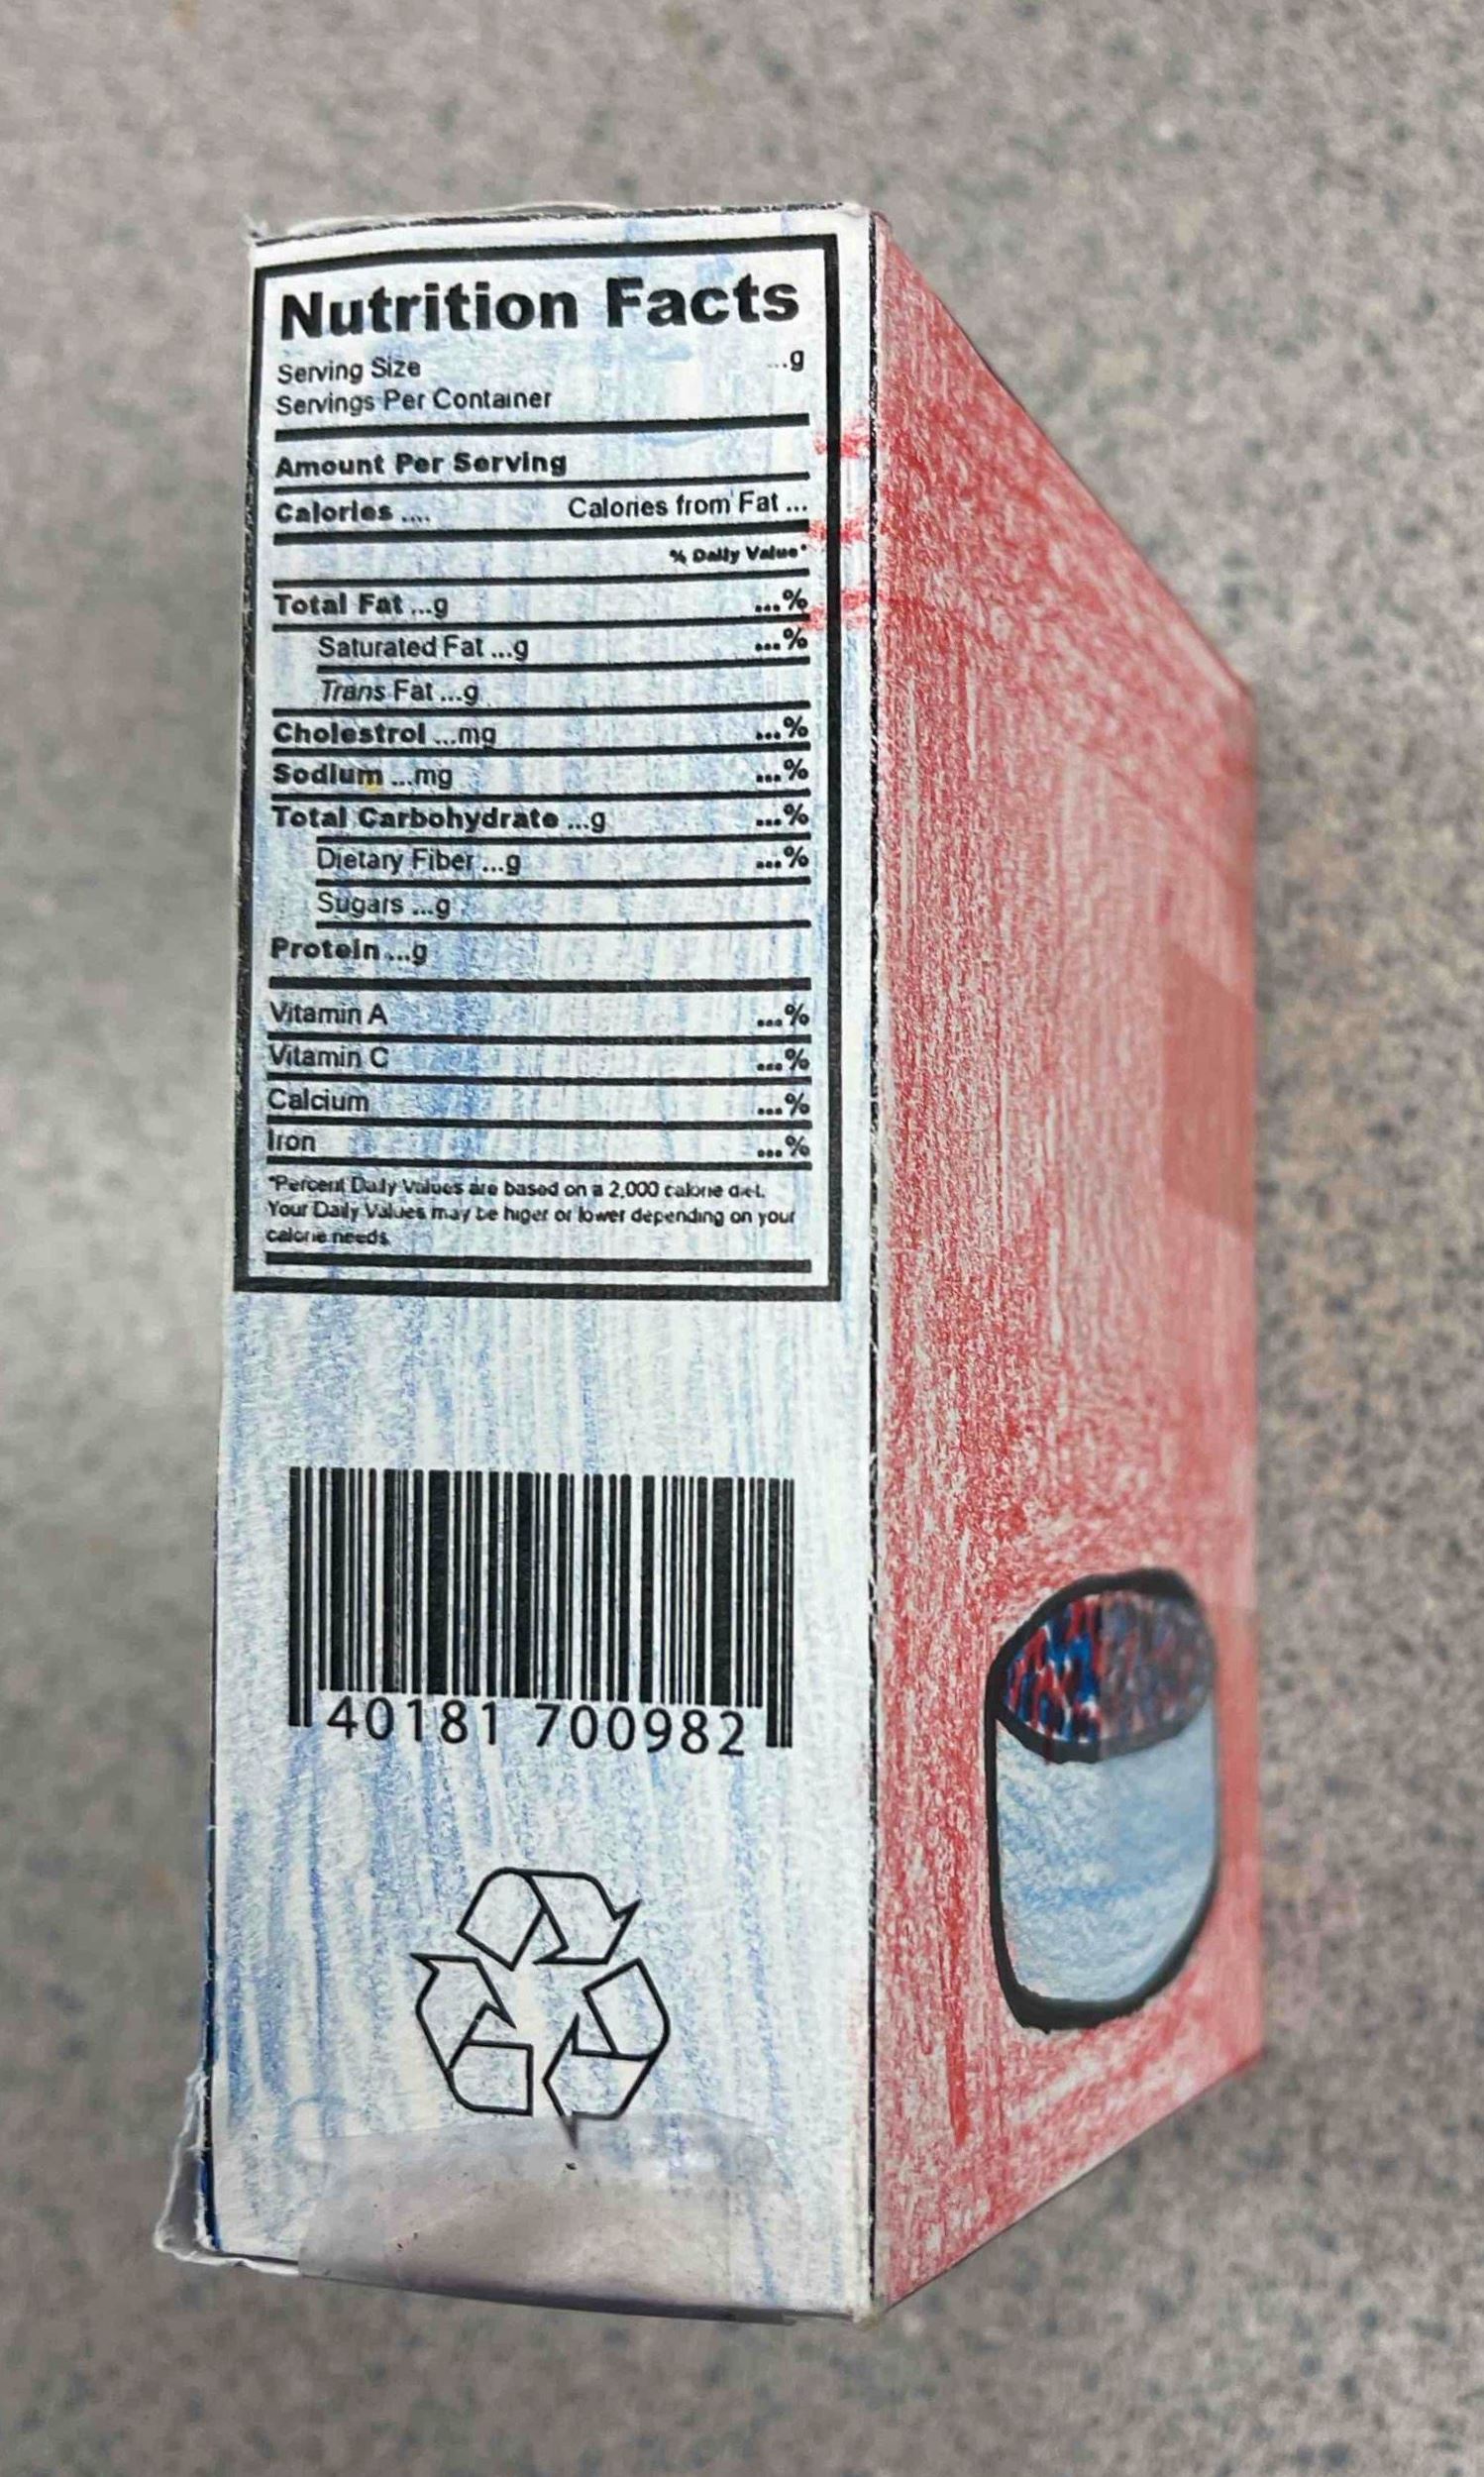 Nutrition Facts
Serving Size ...g
Servings Per Container
Amount Per Serving
Calories .... Calories from Fat ...
% Daily Value*
Total Fat ...g ...%
Saturated Fat ...g ...%
Trans Fat ...g
Cholestrol ...mg ...%
Sodium ...mg ...%
Total Carbohydrate ...g ...%
Dietary Fiber ...g ...%
Sugars ...g
Protein ...g
Vitamin A ...%
Vitamin C ...%
Calcium ...%
Iron ...%
*Percent Daily Values are based on a 2,000 calorie diet.
Your Daily Values may be higer or lower depending on your
calorie needs.
40181 700982